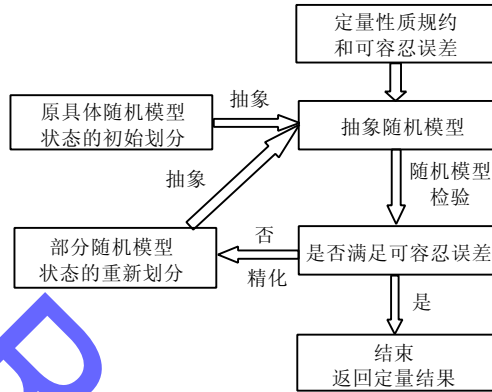 定量性质规约
和可容忍误差
原具体随机模型
状态的初始划分
抽象
抽象随机模型
抽象
随机模型
检验
部分随机模型
状态的重新划分
否
精化
是否满足可容忍误差
是
结束
返回定量结果
R